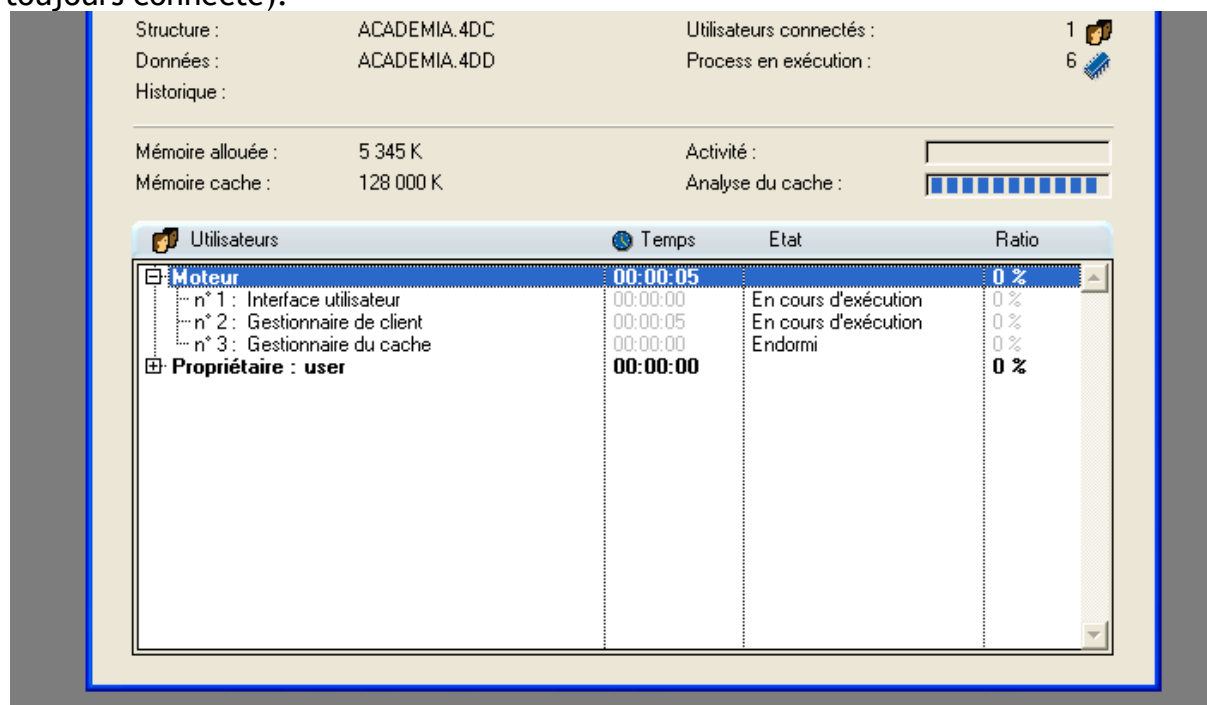 toujours connecté).
Structure : ACADEMIA.4DC Utilisateurs connectés : 1
Données : ACADEMIA.4DD Process en exécution : 6
Historique :
Mémoire allouée : 5 345 K Activité :
Mémoire cache : 128 000 K Analyse du cache :
Utilisateurs Temps Etat Ratio
Moteur 00:00:05 0 %
n° 1 : Interface utilisateur 00:00:00 En cours d'exécution 0 %
n° 2 : Gestionnaire de client 00:00:05 En cours d'exécution 0 %
n° 3 : Gestionnaire du cache 00:00:00 Endormi 0 %
Propriétaire : user 00:00:00 0 %